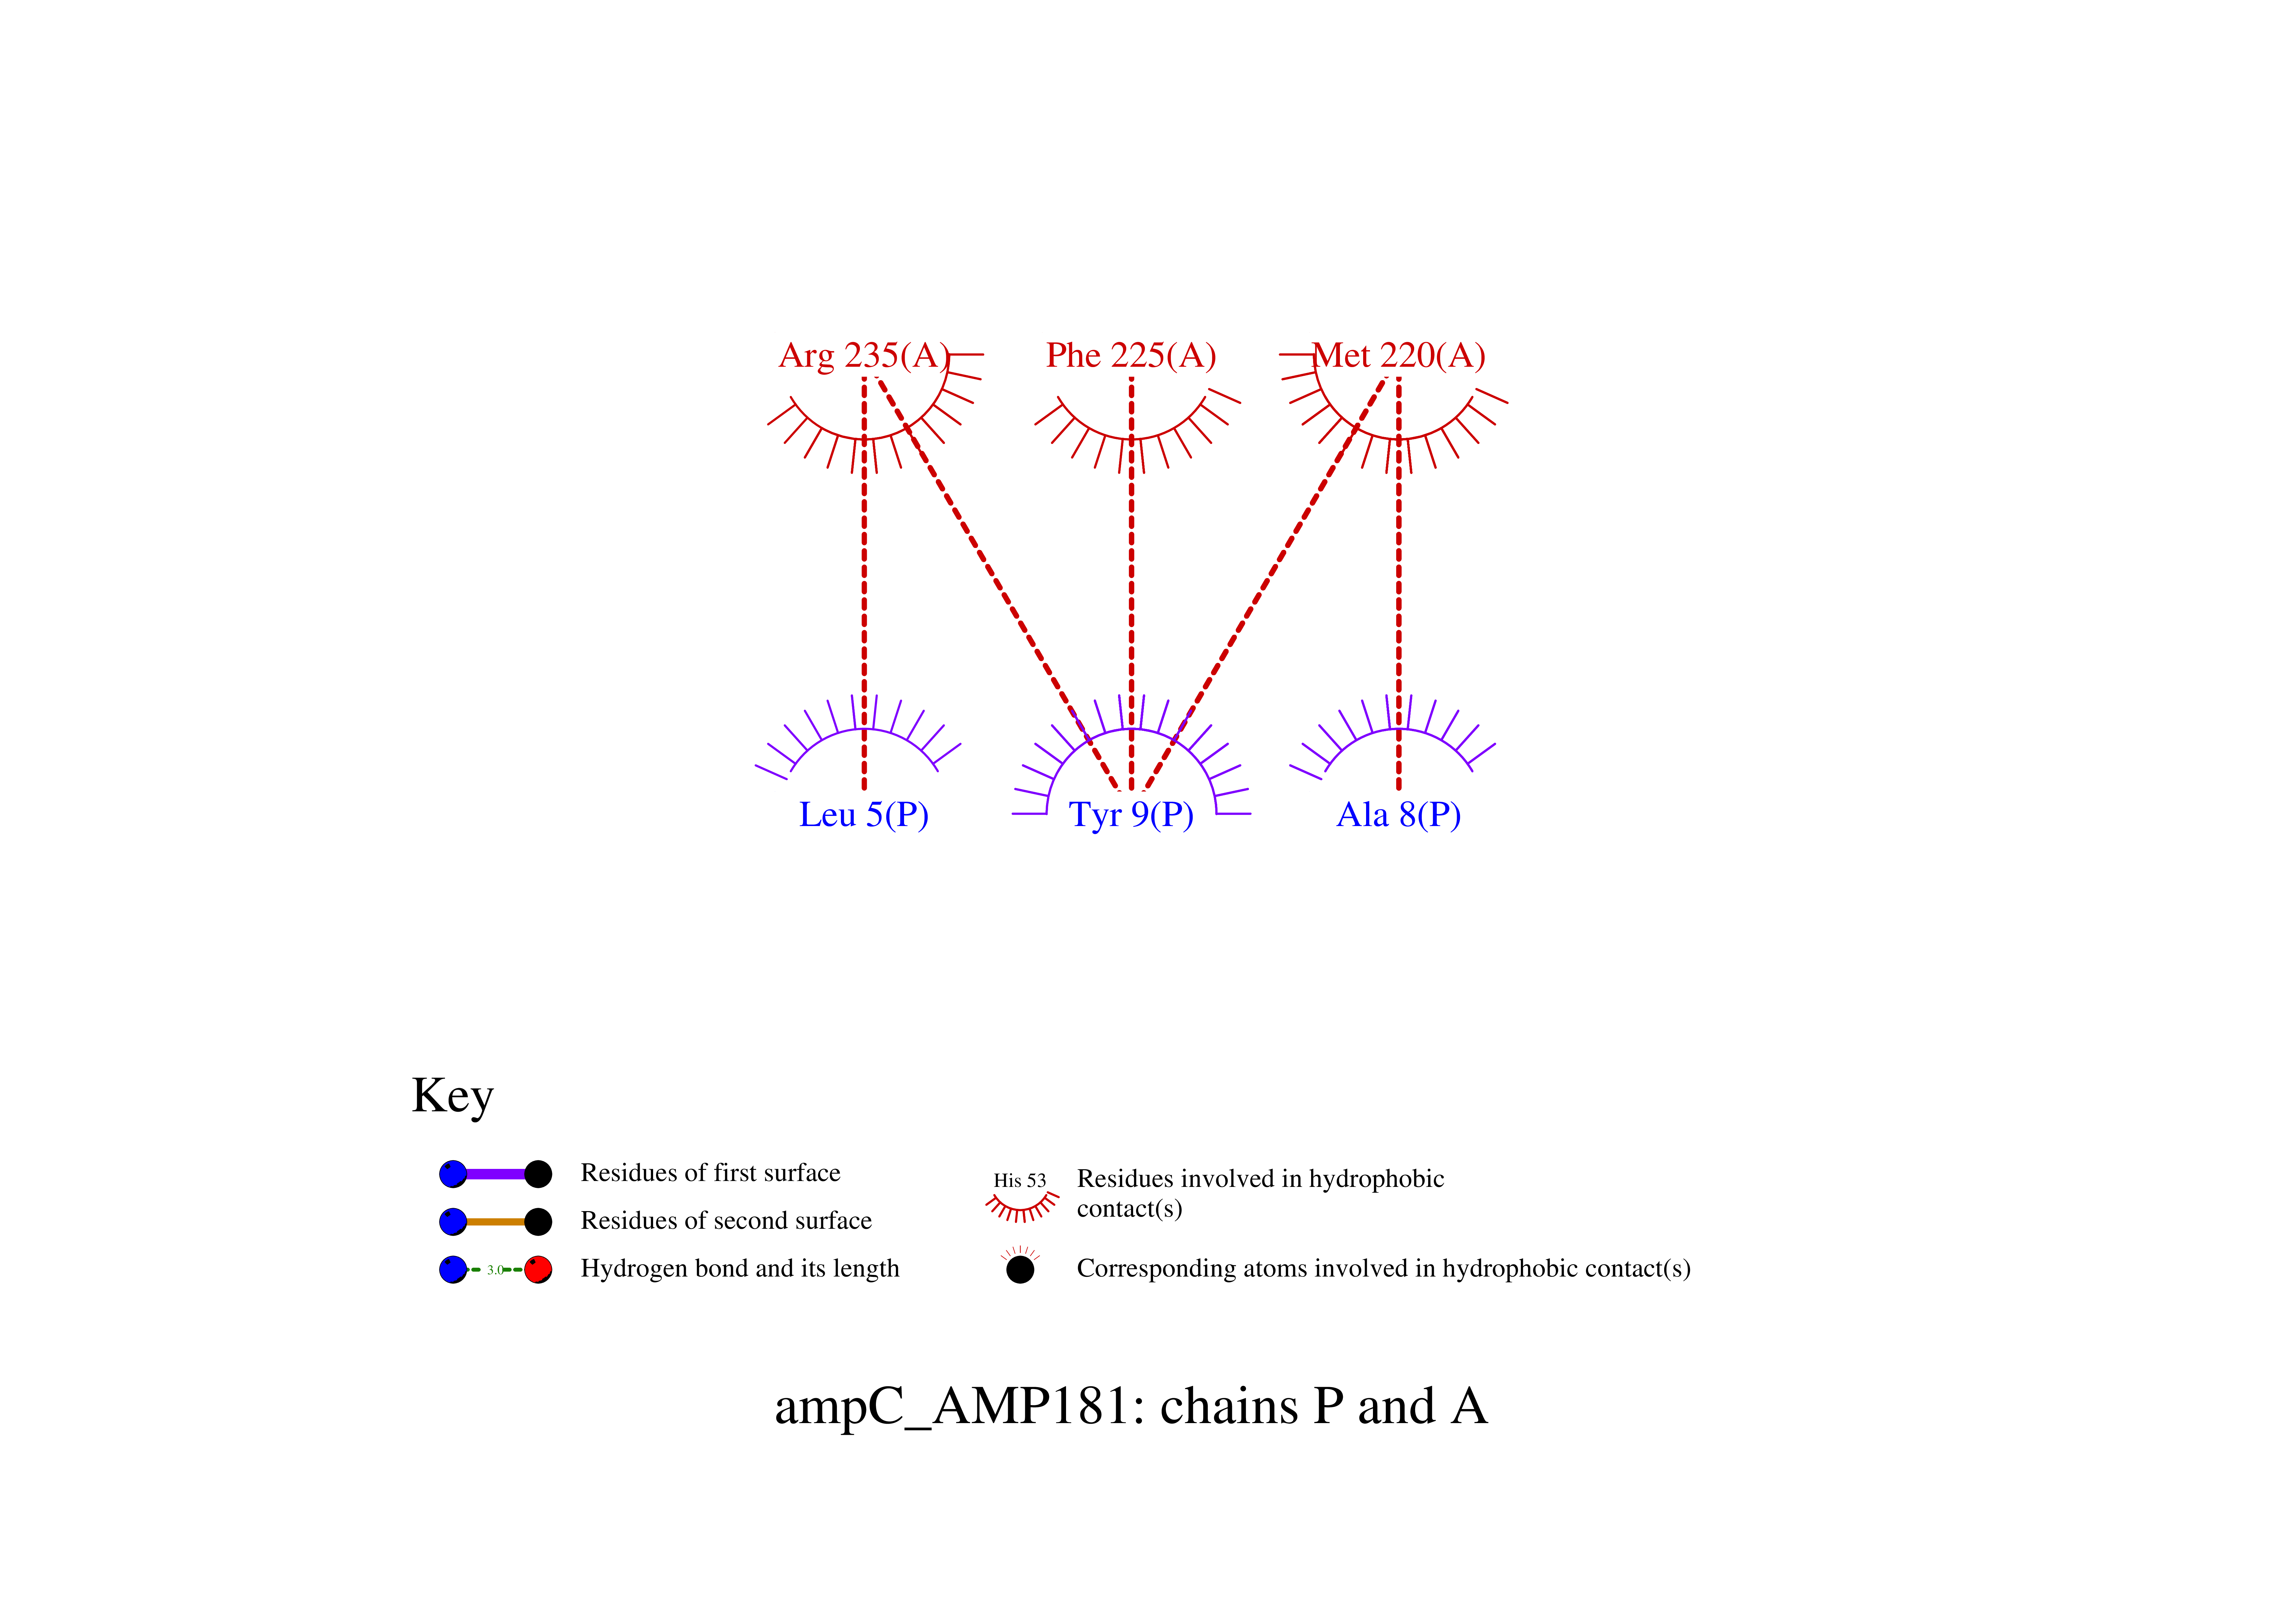 Arg 235(A) Phe 225(A) Met 220(A)
Leu 5(P) Tyr 9(P) Ala 8(P)
Key
Residues of first surface
Residues of second surface
3.0 Hydrogen bond and its length
His 53 Residues involved in hydrophobic
contact(s)
Corresponding atoms involved in hydrophobic contact(s)
ampC_AMP181: chains P and A